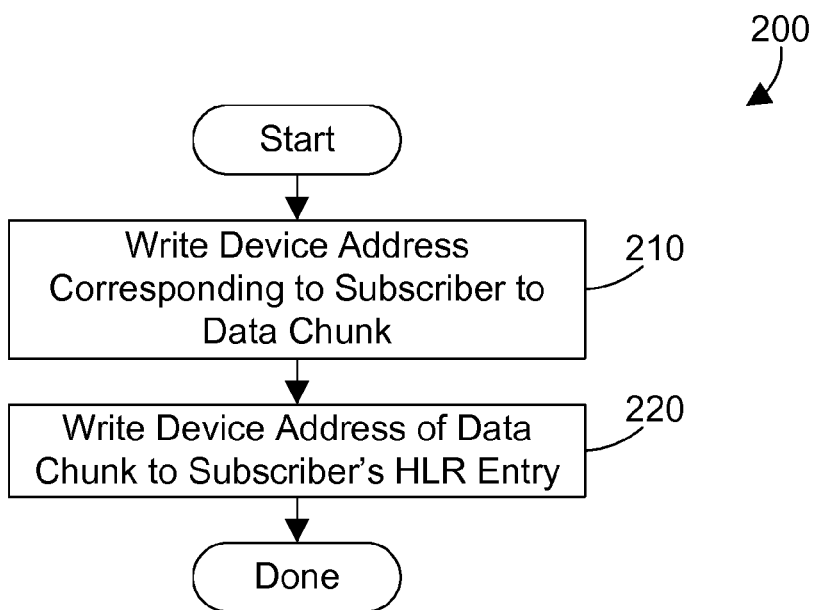 200
Start
Write Device Address
Corresponding to Subscriber to
Data Chunk
210
Write Device Address of Data
Chunk to Subscriber's HLR Entry
220
Done